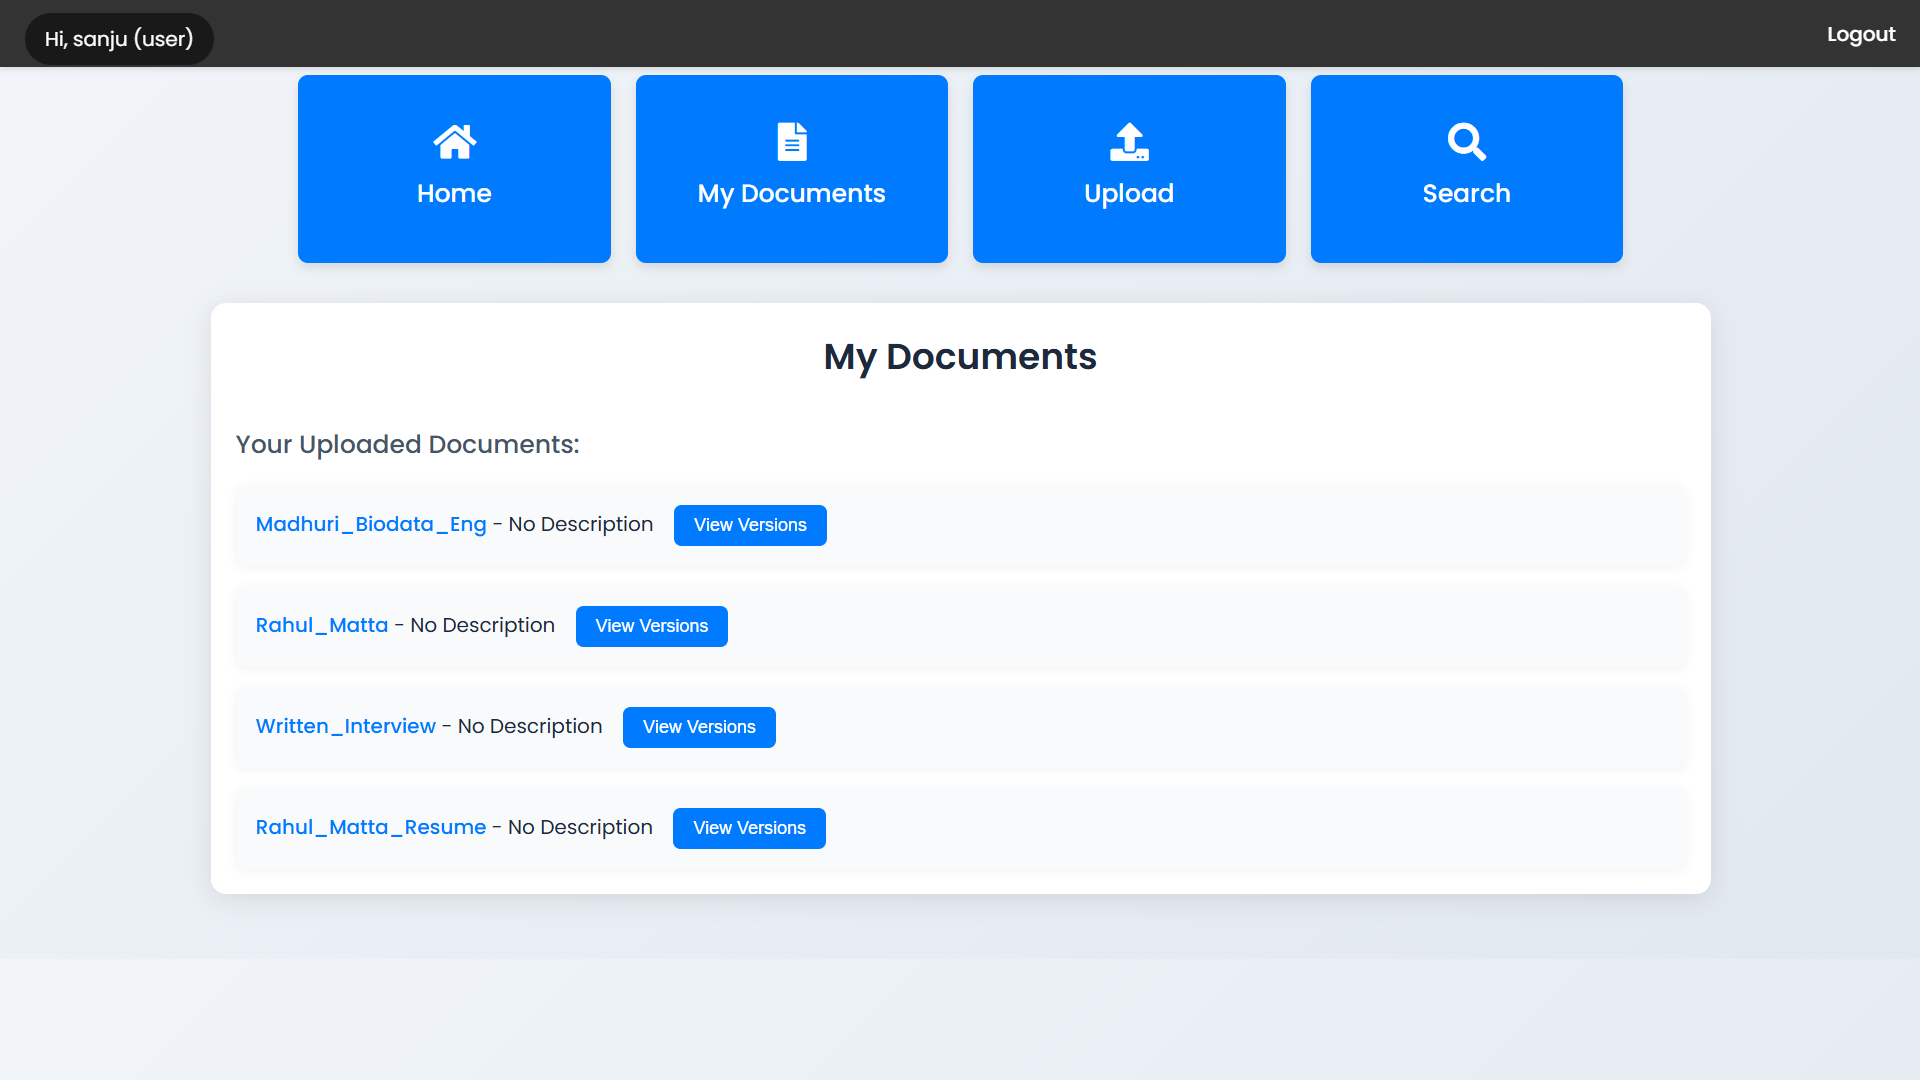 Hi, sanju (user)
Logout
Home
My Documents
Upload
Search
My Documents
Your Uploaded Documents:
Madhuri_Biodata_Eng - No Description View Versions
Rahul_Matta - No Description View Versions
Written_Interview - No Description View Versions
Rahul_Matta_Resume - No Description View Versions